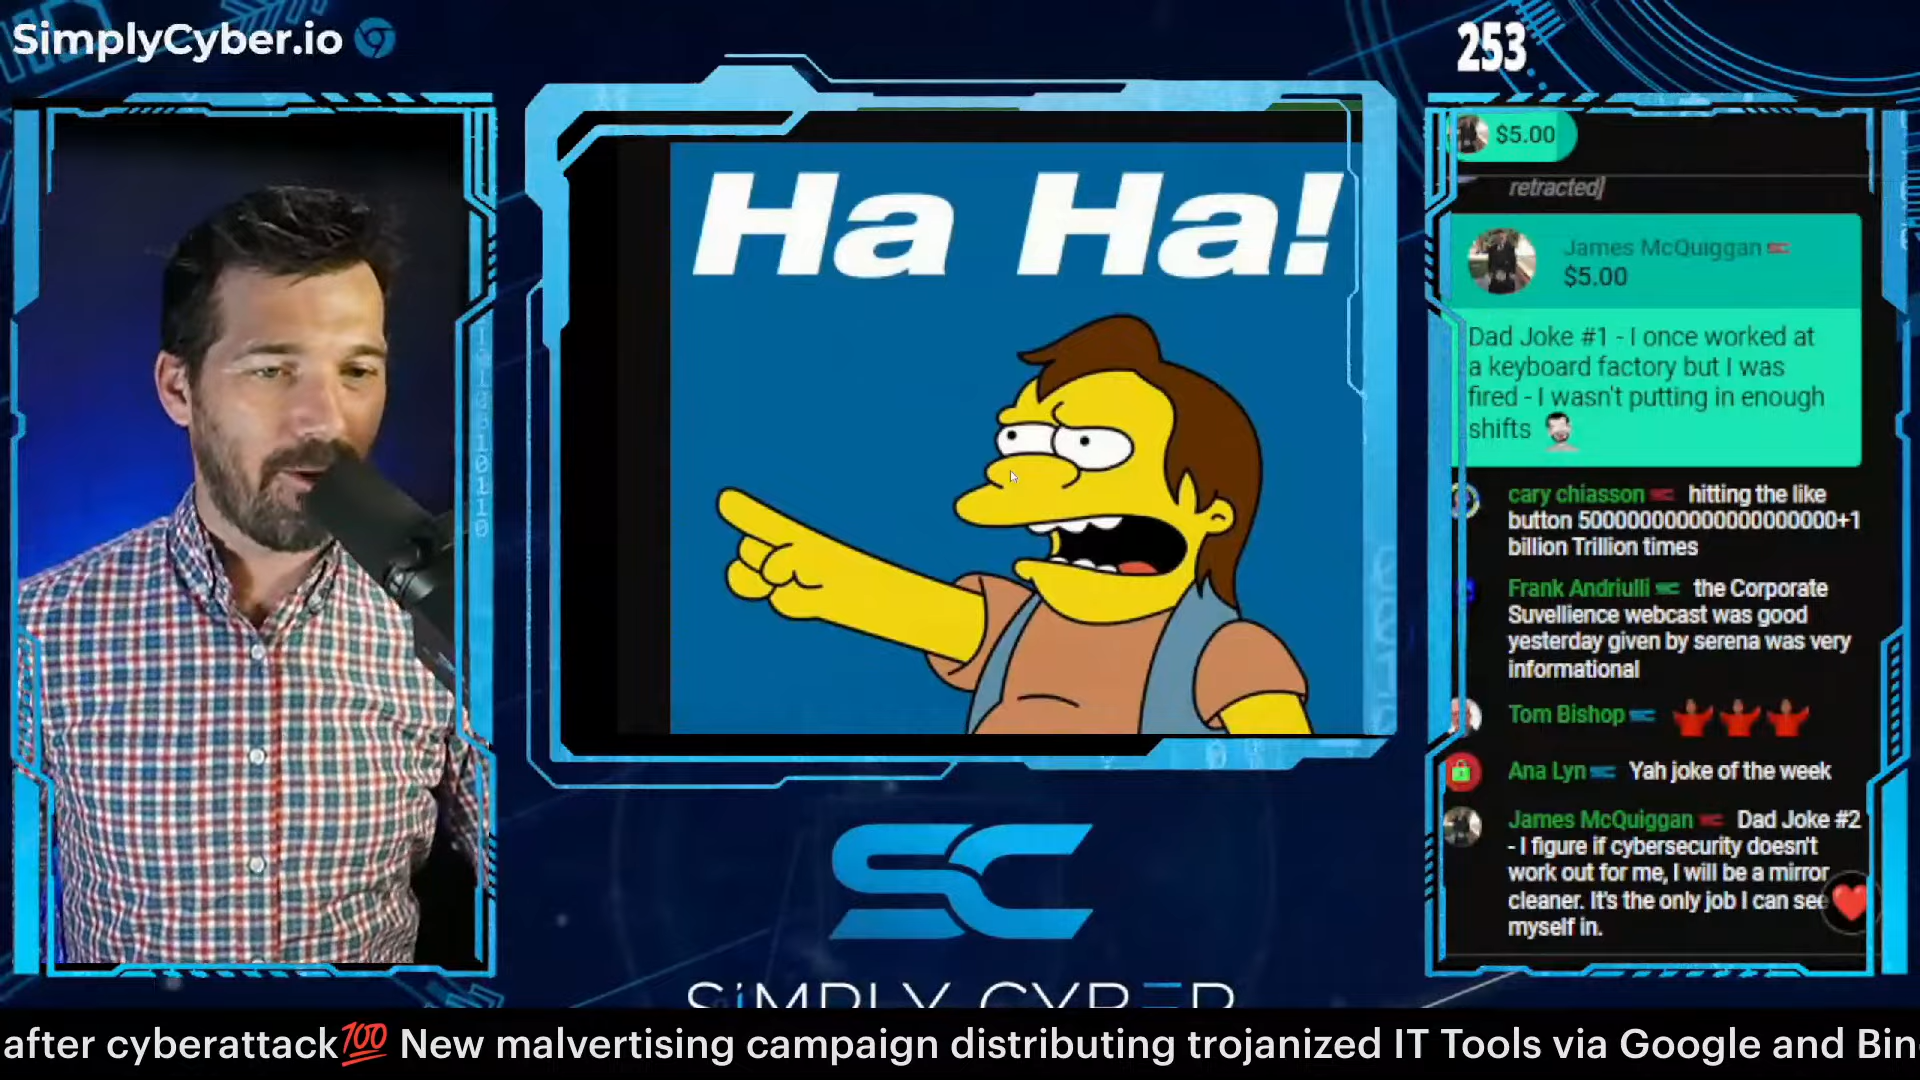 SimplyCyber.io
253
Ha Ha!
$5.00
retracted]
James McQuiggan
$5.00
Dad Joke #1 - I once worked at
a keyboard factory but I was
fired - I wasn't putting in enough
shifts
cary chiasson hitting the like
button 5000000000000000000000+1
billion Trillion times
Frank Andriulli the Corporate
Suvellience webcast was good
yesterday given by serena was very
informational
Tom Bishop
Ana Lyn Yah joke of the week
James McQuiggan Dad Joke #2
- I figure if cybersecurity doesn't
work out for me, I will be a mirror
cleaner. It's the only job I can see
myself in.
SC
SiMPLY CYBER
after cyberattack💯 New malvertising campaign distributing trojanized IT Tools via Google and Bin